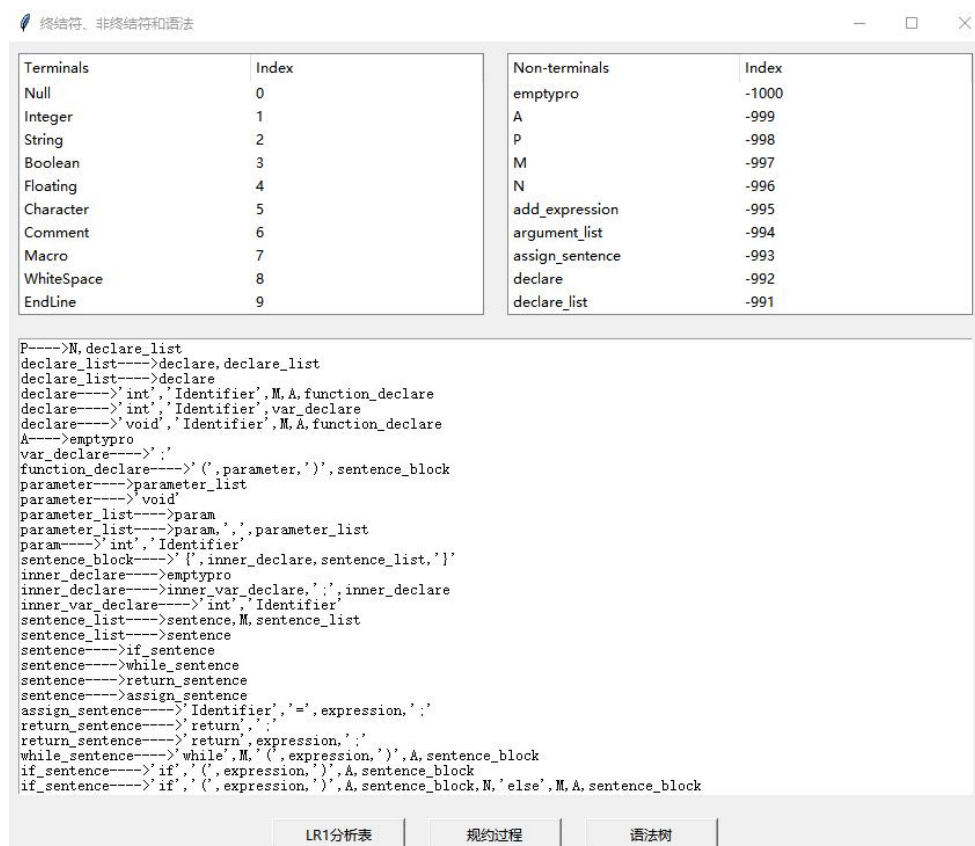 终结符、非终结符和语法
Terminals Index
Null 0
Integer 1
String 2
Boolean 3
Floating 4
Character 5
Comment 6
Macro 7
WhiteSpace 8
EndLine 9
Non-terminals Index
emptypro -1000
A -999
P -998
M -997
N -996
add_expression -995
argument_list -994
assign_sentence -993
declare -992
declare_list -991
P---->N,declare_list
declare_list---->declare,declare_list
declare_list---->declare
declare---->'int','Identifier',M,A,function_declare
declare---->'int','Identifier',var_declare
declare---->'void','Identifier',M,A,function_declare
A---->emptypro
var_declare---->';'
function_declare---->'(',parameter,')',sentence_block
parameter---->parameter_list
parameter---->'void'
parameter_list---->param
parameter_list---->param,',',parameter_list
param---->'int','Identifier'
sentence_block---->'{',inner_declare,sentence_list,'}'
inner_declare---->emptypro
inner_declare---->inner_var_declare,';',inner_declare
inner_var_declare---->'int','Identifier'
sentence_list---->sentence,M,sentence_list
sentence_list---->sentence
sentence---->if_sentence
sentence---->while_sentence
sentence---->return_sentence
sentence---->assign_sentence
assign_sentence---->'Identifier','=',expression,';'
return_sentence---->'return',';'
return_sentence---->'return',expression,';'
while_sentence---->'while',M,'(',expression,')',A,sentence_block
if_sentence---->'if','(',expression,')',A,sentence_block
if_sentence---->'if','(',expression,')',A,sentence_block,N,'else',M,A,sentence_block
LR1分析表 规约过程 语法树